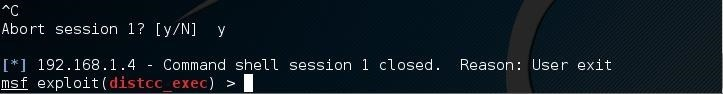 ^C
Abort session 1? [y/N]  y
[*] 192.168.1.4 - Command shell session 1 closed.  Reason: User exit
msf exploit(distcc_exec) >